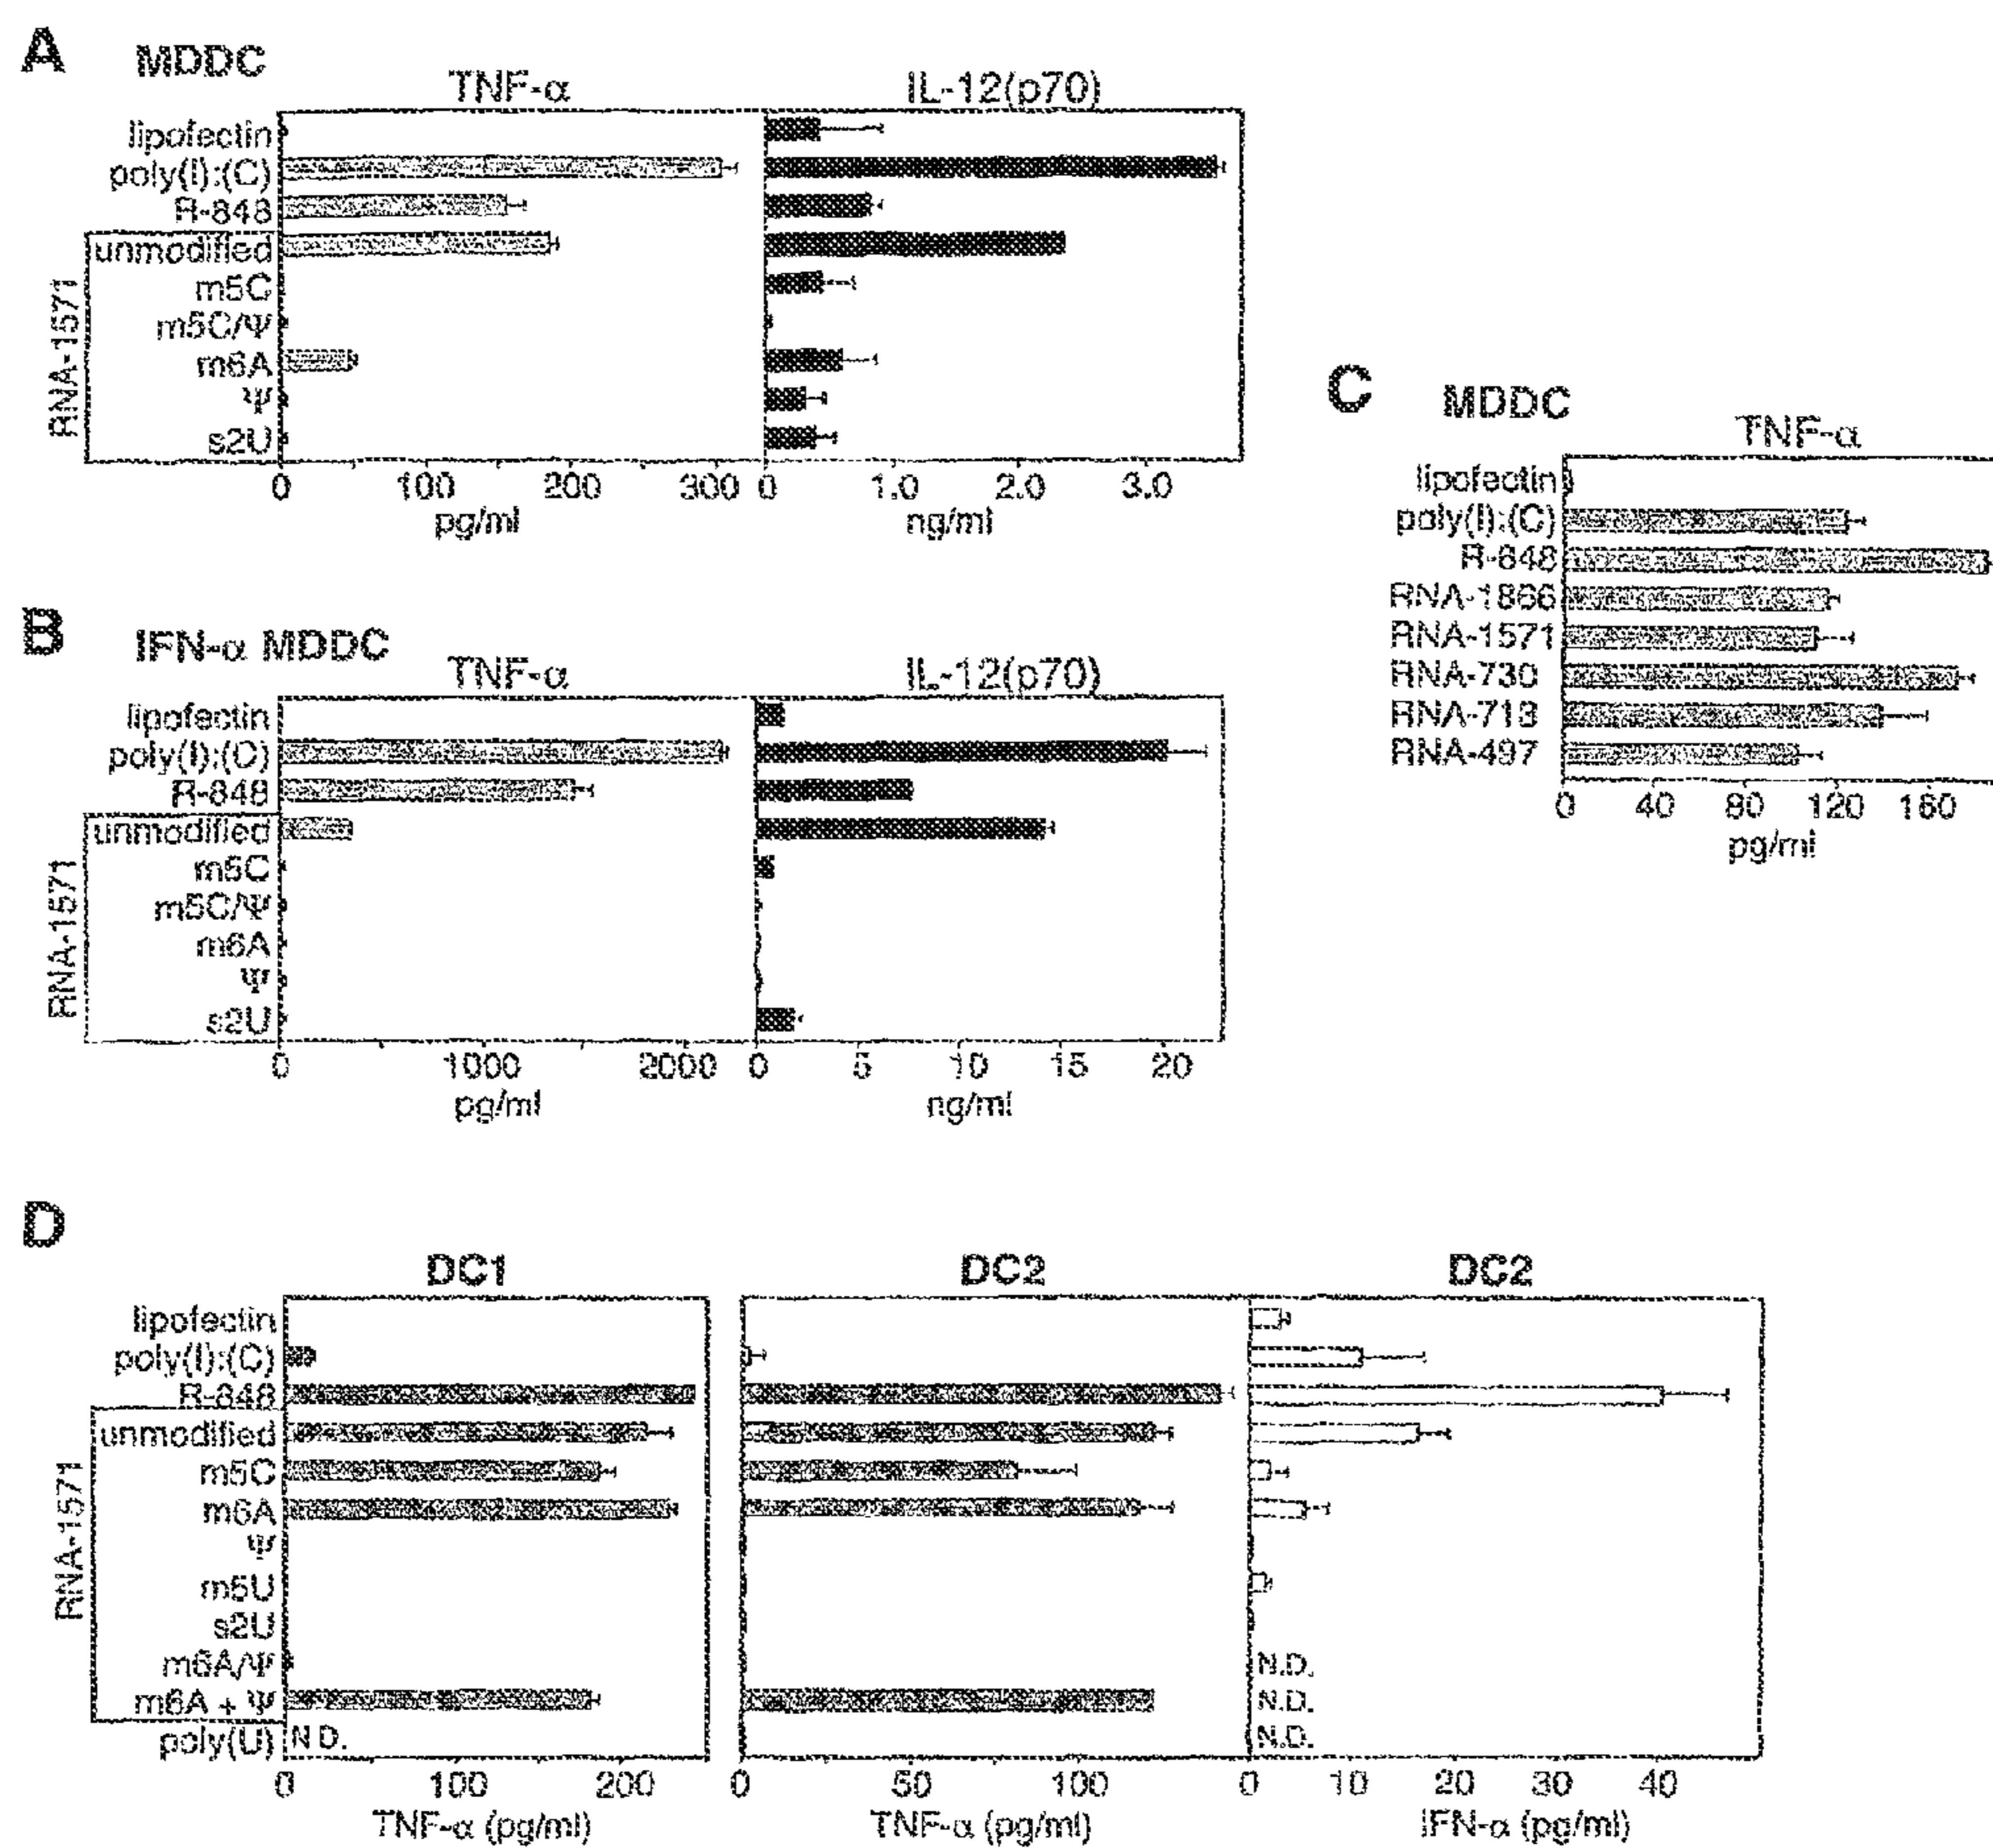 A MDDC
TNF-α IL-12(p70)
lipofectin
poly(I):(C)
R-848
RNA-1571
unmodified
m5C
m5C/Ψ
m6A
Ψ
s2U
0 100 200 300 0 1.0 2.0 3.0
pg/ml ng/ml
B IFN-α MDDC
TNF-α IL-12(p70)
lipofectin
poly(I):(C)
R-848
RNA-1571
unmodified
m5C
m5C/Ψ
m6A
Ψ
s2U
0 1000 2000 0 5 10 15 20
pg/ml ng/ml
C MDDC
TNF-α
lipofectin
poly(I):(C)
R-848
RNA-1866
RNA-1571
RNA-730
RNA-713
RNA-497
0 40 80 120 160
pg/ml
D
DC1 DC2 DC2
lipofectin
poly(I):(C)
R-848
RNA-1571
unmodified
m5C
m6A
Ψ
m5U
s2U
m6A/Ψ N.D.
m6A + Ψ N.D.
poly(U) N.D. N.D.
0 100 200 0 50 100 0 10 20 30 40
TNF-α (pg/ml) TNF-α (pg/ml) IFN-α (pg/ml)